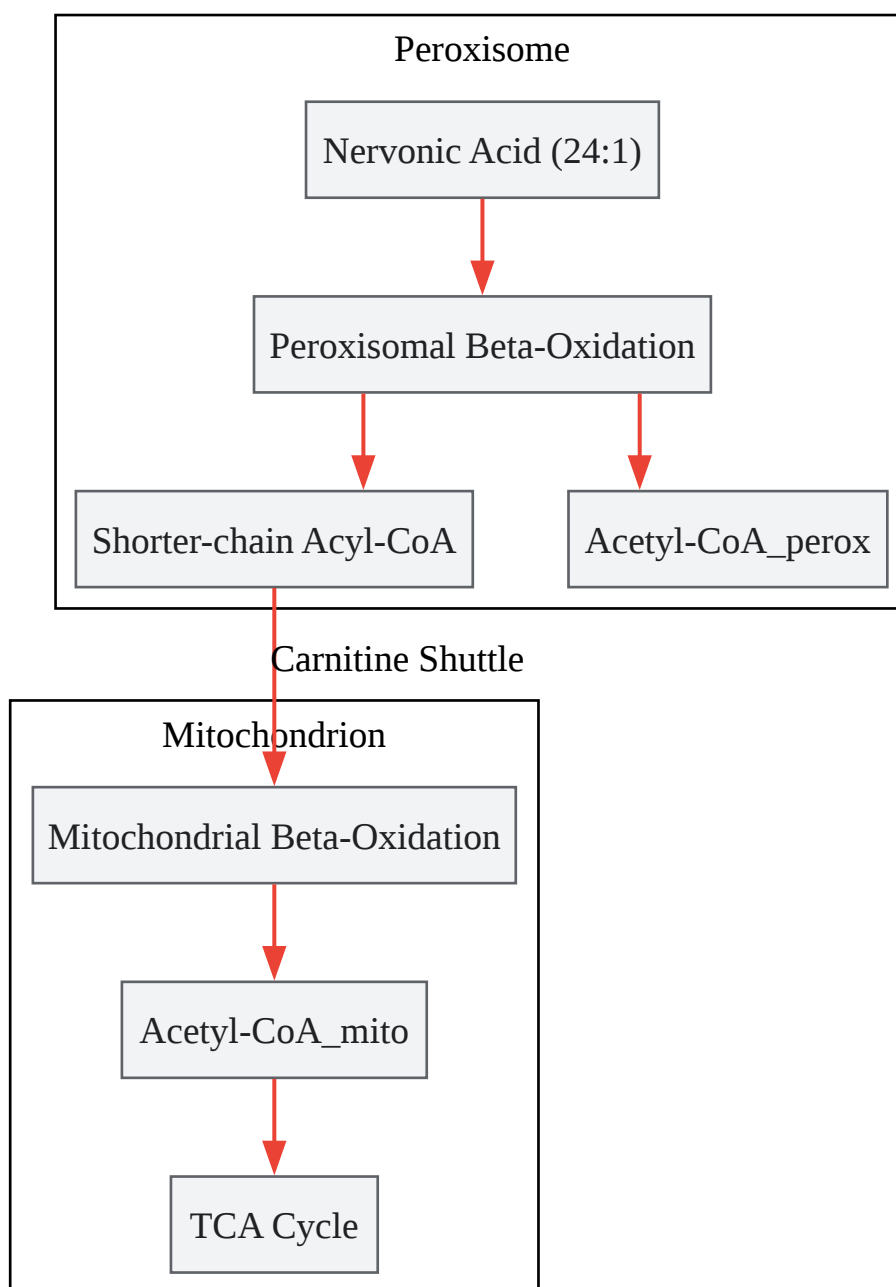 Peroxisome
Nervonic Acid (24:1)
Peroxisomal Beta-Oxidation
Shorter-chain Acyl-CoA
Acetyl-CoA_perox
Carnitine Shuttle
Mitochondrion
Mitochondrial Beta-Oxidation
Acetyl-CoA_mito
TCA Cycle